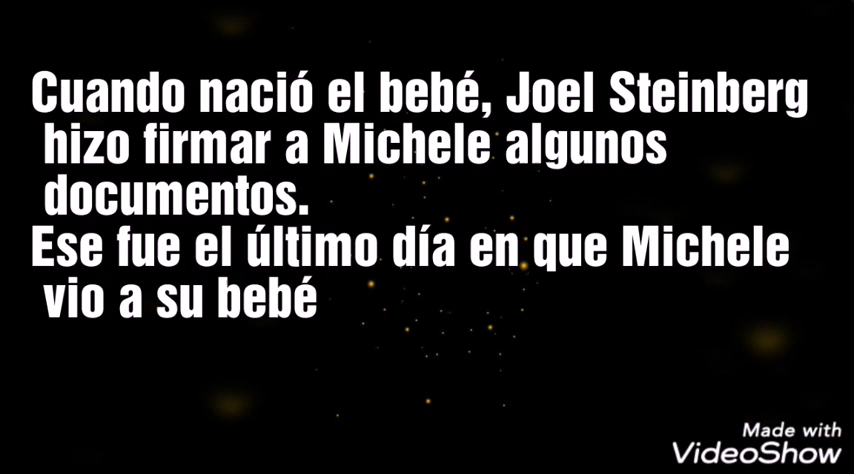 Cuando nació el bebé, Joel Steinberg
hizo firmar a Michele algunos
documentos.
Ese fue el último día en que Michele
vio a su bebé
Made with
VideoShow